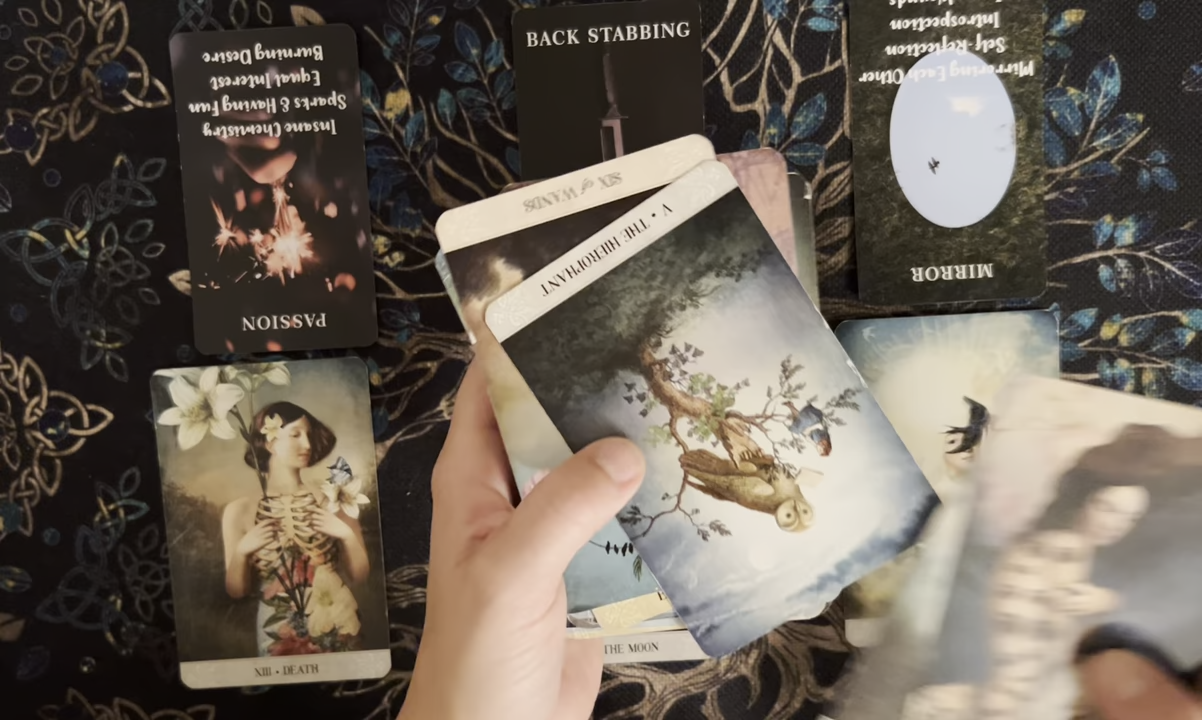 Burning Desire
Equal Interest
Sparks & Having Fun
Insane Chemistry
PASSION
BACK STABBING
Introspection
Self-Reflection
Mirroring Each Other
MIRROR
SIX of WANDS
V • THE HIEROPHANT
XIII • DEATH
THE MOON